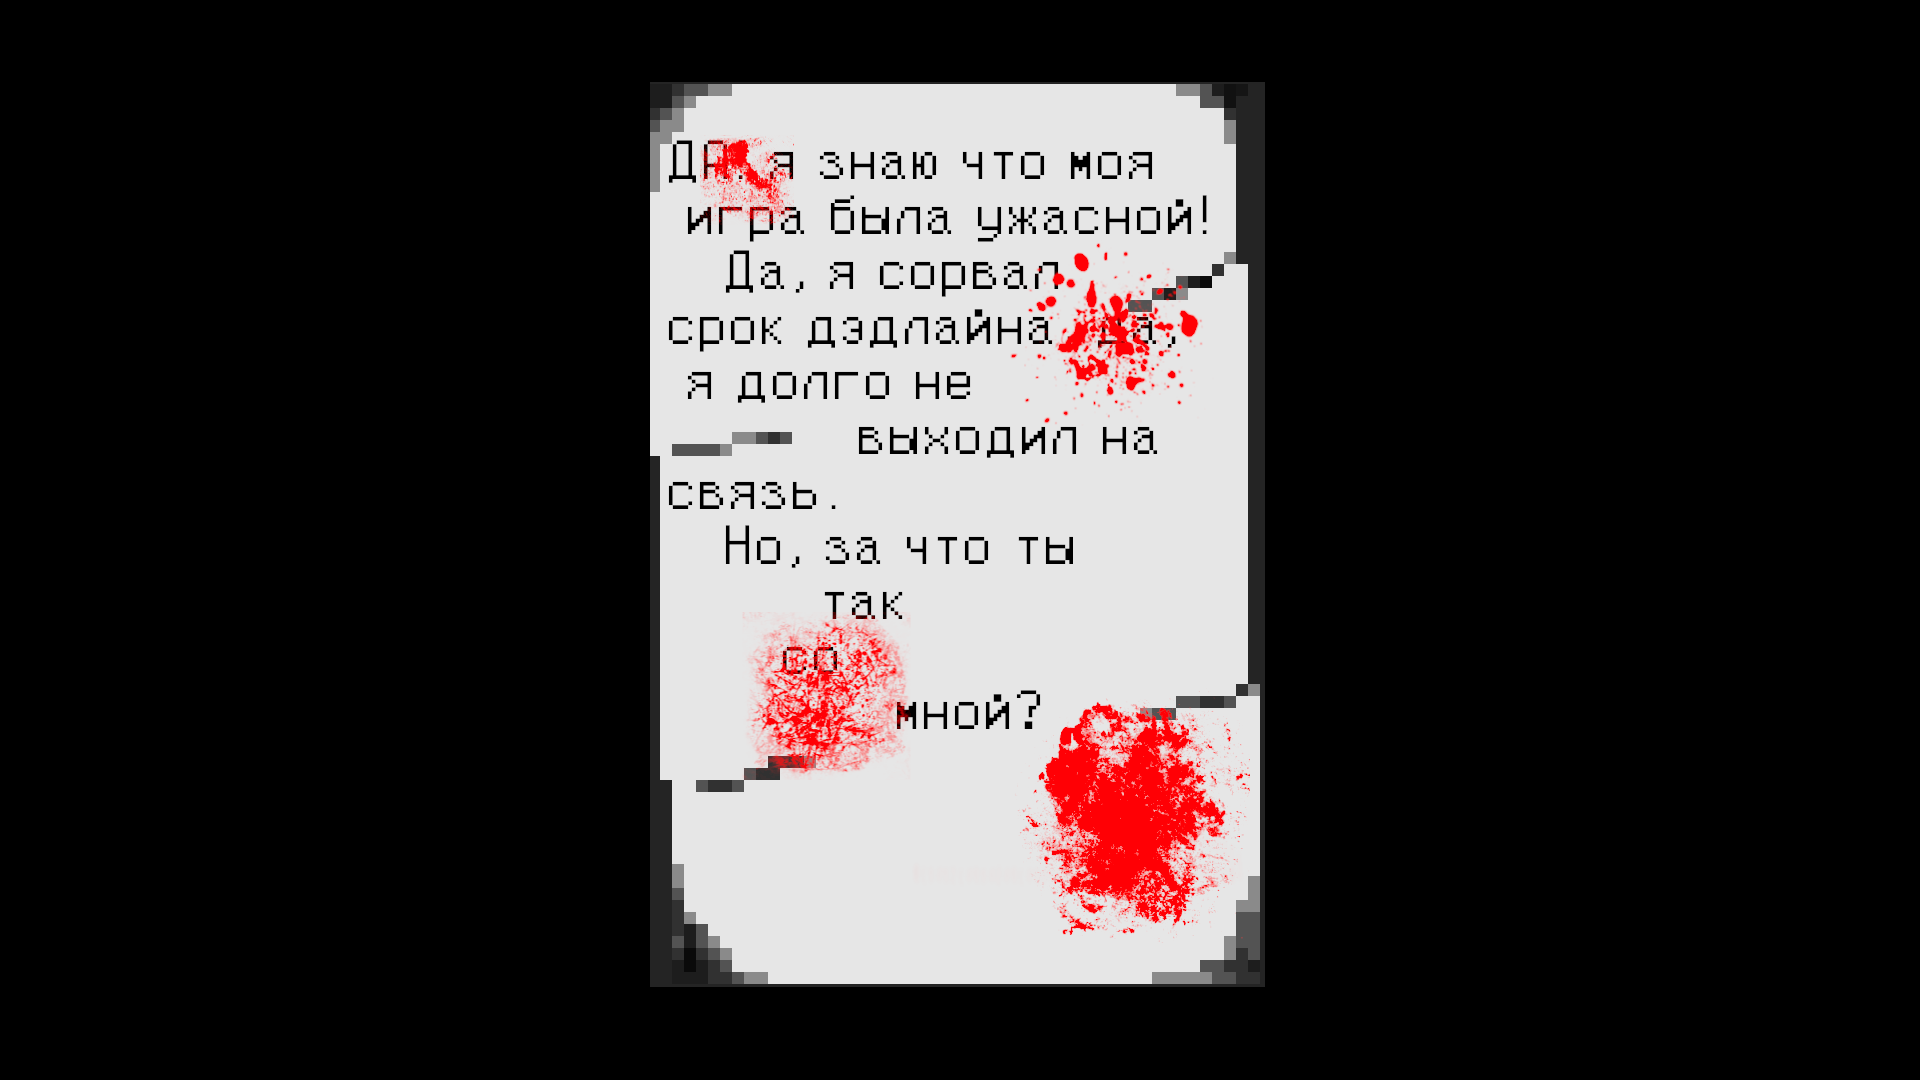 ДА, я знаю что моя
игра была ужасной!
Да, я сорвал
срок дэдлайна да,
я долго не
выходил на
связь.
Но, за что ты
так
со
мной?